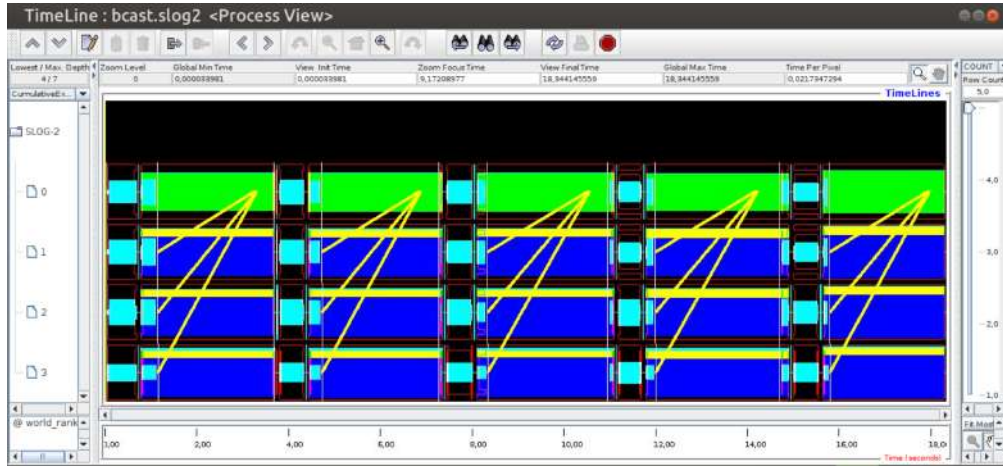 TimeLine : bcast.slog2 <Process View>
Lowest / Max. Depth Zoom Level Global Min Time View Init Time Zoom Focus Time View Final Time Global Max Time Time Per Pixel COUNT
4 / 7 0 0,000033981 0,000033981 9,17208977 18,344145559 18,344145559 0,0217347294 Row Count
CumulativeEx... TimeLines 5,0
SLOG-2
0 4,0
1 3,0
2 2,0
3 1,0
@ world_rank
1,00 2,00 4,00 6,00 8,00 10,00 12,00 14,00 16,00 18,0
Time (seconds)